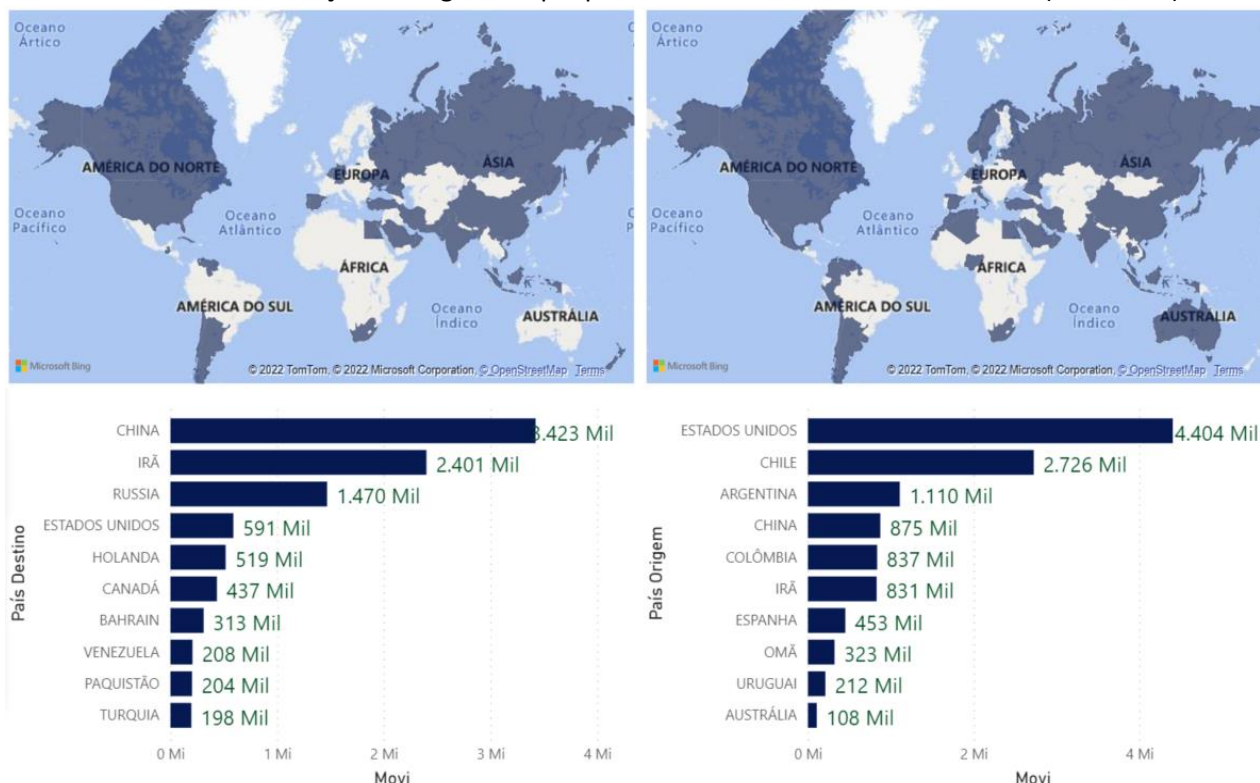 Oceano
Ártico
AMÉRICA DO NORTE
EUROPA
ÁSIA
Oceano
Pacífico
Oceano
Atlântico
ÁFRICA
AMÉRICA DO SUL
Oceano
Índico
AUSTRÁLIA
Microsoft Bing
© 2022 TomTom, © 2022 Microsoft Corporation, © OpenStreetMap Terms
Oceano
Ártico
AMÉRICA DO NORTE
EUROPA
ÁSIA
Oceano
Pacífico
Oceano
Atlântico
ÁFRICA
AMÉRICA DO SUL
Oceano
Índico
AUSTRÁLIA
Microsoft Bing
© 2022 TomTom, © 2022 Microsoft Corporation, © OpenStreetMap Terms
País Destino
CHINA 3.423 Mil
IRÃ 2.401 Mil
RUSSIA 1.470 Mil
ESTADOS UNIDOS 591 Mil
HOLANDA 519 Mil
CANADÁ 437 Mil
BAHRAIN 313 Mil
VENEZUELA 208 Mil
PAQUISTÃO 204 Mil
TURQUIA 198 Mil
0 Mi 1 Mi 2 Mi 3 Mi 4 Mi
País Origem
ESTADOS UNIDOS 4.404 Mil
CHILE 2.726 Mil
ARGENTINA 1.110 Mil
CHINA 875 Mil
COLÔMBIA 837 Mil
IRÃ 831 Mil
ESPANHA 453 Mil
OMÃ 323 Mil
URUGUAI 212 Mil
AUSTRÁLIA 108 Mil
0 Mi 2 Mi 4 Mi